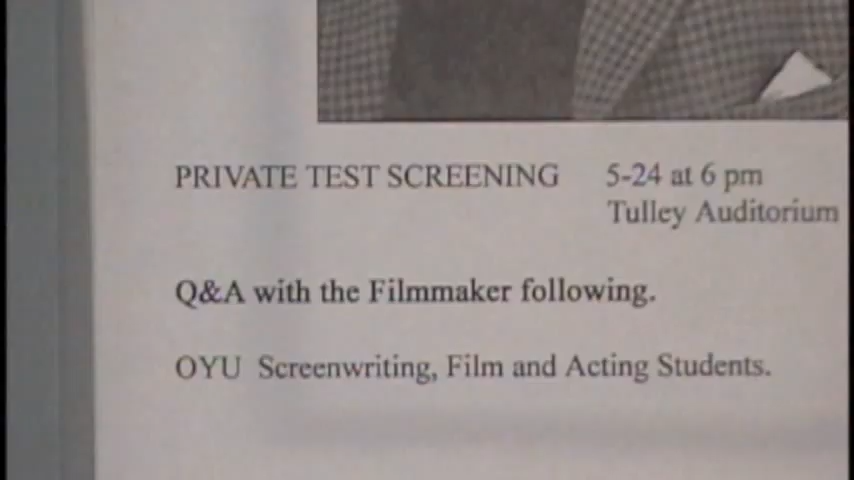 PRIVATE TEST SCREENING 5-24 at 6 pm
Tulley Auditorium
Q&A with the Filmmaker following.
OYU Screenwriting, Film and Acting Students.